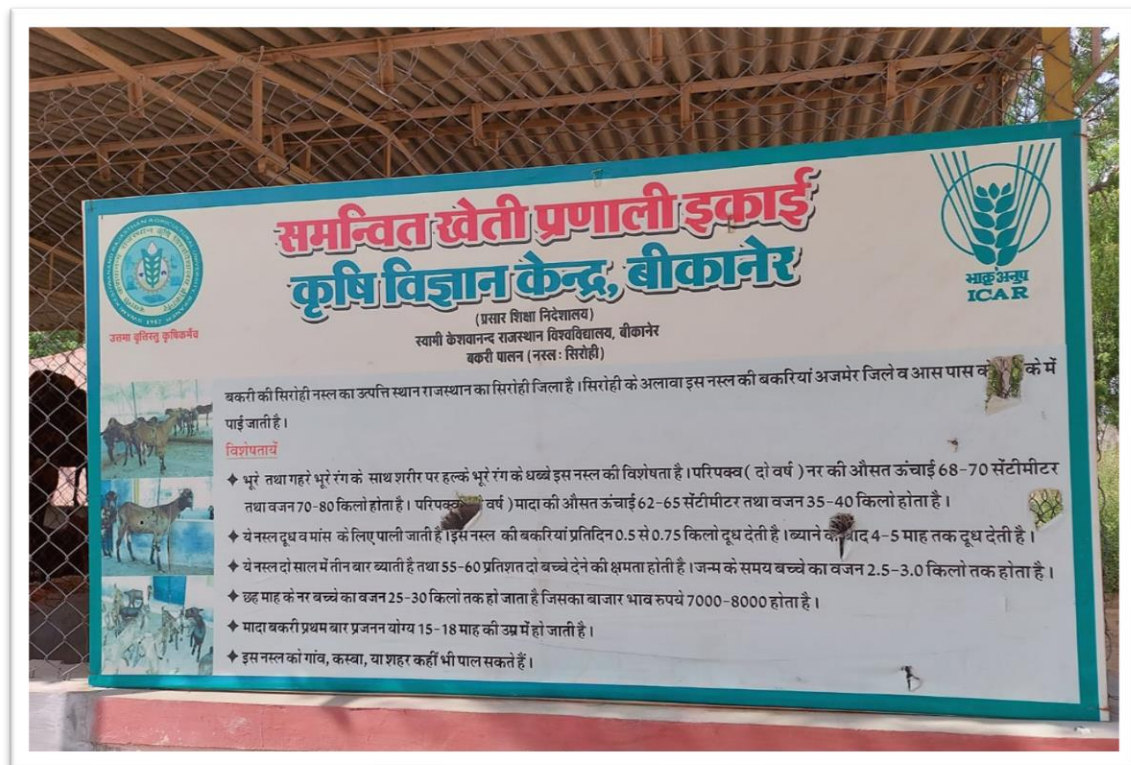 समन्वित खेती प्रणाली इकाई
कृषि विज्ञान केन्द्र, बीकानेर
(प्रसार शिक्षा निदेशालय)
स्वामी केशवानन्द राजस्थान विश्वविद्यालय, बीकानेर
बकरी पालन (नस्ल: सिरोही)
उत्तमा वृत्तिस्तु कृषिकर्मेव
भाकृअनुप
ICAR
बकरी की सिरोही नस्ल का उत्पत्ति स्थान राजस्थान का सिरोही जिला है। सिरोही के अलावा इस नस्ल की बकरियां अजमेर जिले व आस पास के में
पाई जाती है।
विशेषतायें
भूरे तथा गहरे भूरे रंग के साथ शरीर पर हल्के भूरे रंग के धब्बे इस नस्ल की विशेषता है। परिपक्व (दो वर्ष) नर की औसत ऊंचाई 68-70 सेंटीमीटर
तथा वजन 70-80 किलो होता है। वर्ष) मादा की औसत ऊंचाई 62-65 सेंटीमीटर तथा वजन 35-40 किलो होता है।
ये नस्ल दूध व मांस के लिए पाली जाती है। इस नस्ल की बकरियां प्रतिदिन 0.5 से 0.75 किलो दूध देती है। ब्याने 4-5 माह तक दूध देती है।
ये नस्ल दो साल में तीन बार ब्याती है तथा 55-60 प्रतिशत दो बच्चे देने की क्षमता होती है। जन्म के समय बच्चे का वजन 2.5-3.0 किलो तक होता है।
छह माह के नर बच्चे का वजन 25-30 किलो तक हो जाता है जिसका बाजार भाव रुपये 7000-8000 होता है।
मादा बकरी प्रथम बार प्रजनन योग्य 15-18 माह की उम्र में हो जाती है।
इस नस्ल को गांव, कस्बा, या शहर कहीं भी पाल सकते हैं।